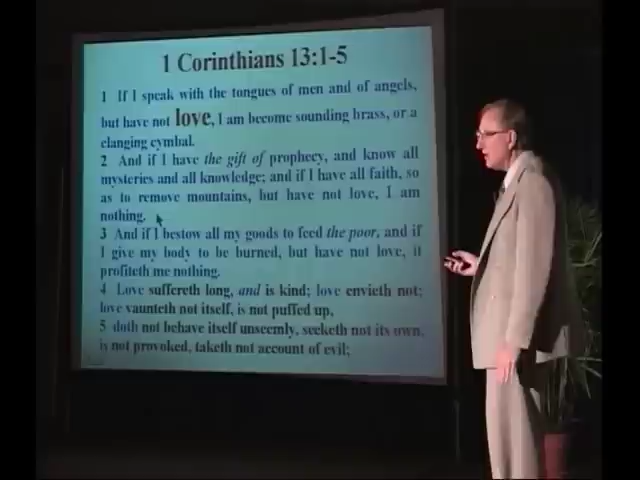 1 Corinthians 13:1-5
1 If I speak with the tongues of men and of angels,
but have not love, I am become sounding brass, or a
clanging cymbal.
2 And if I have the gift of prophecy, and know all
mysteries and all knowledge; and if I have all faith, so
as to remove mountains, but have not love, I am
nothing.
3 And if I bestow all my goods to feed the poor, and if
I give my body to be burned, but have not love, it
profiteth me nothing.
4 Love suffereth long, and is kind; love envieth not;
love vaunteth not itself, is not puffed up,
5 doth not behave itself unseemly, seeketh not its own,
is not provoked, taketh not account of evil;